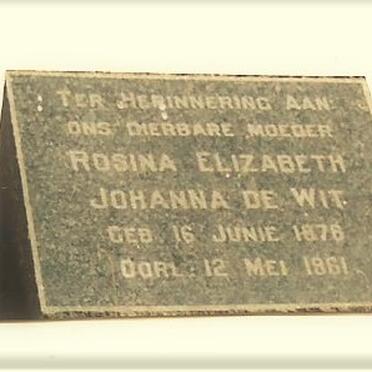 TER HERINNERING AAN
ONS DIERBARE MOEDER
ROSINA ELIZABETH
JOHANNA DE WIT
GEB. 16 JUNIE 1876
OORL. 12 MEI 1961